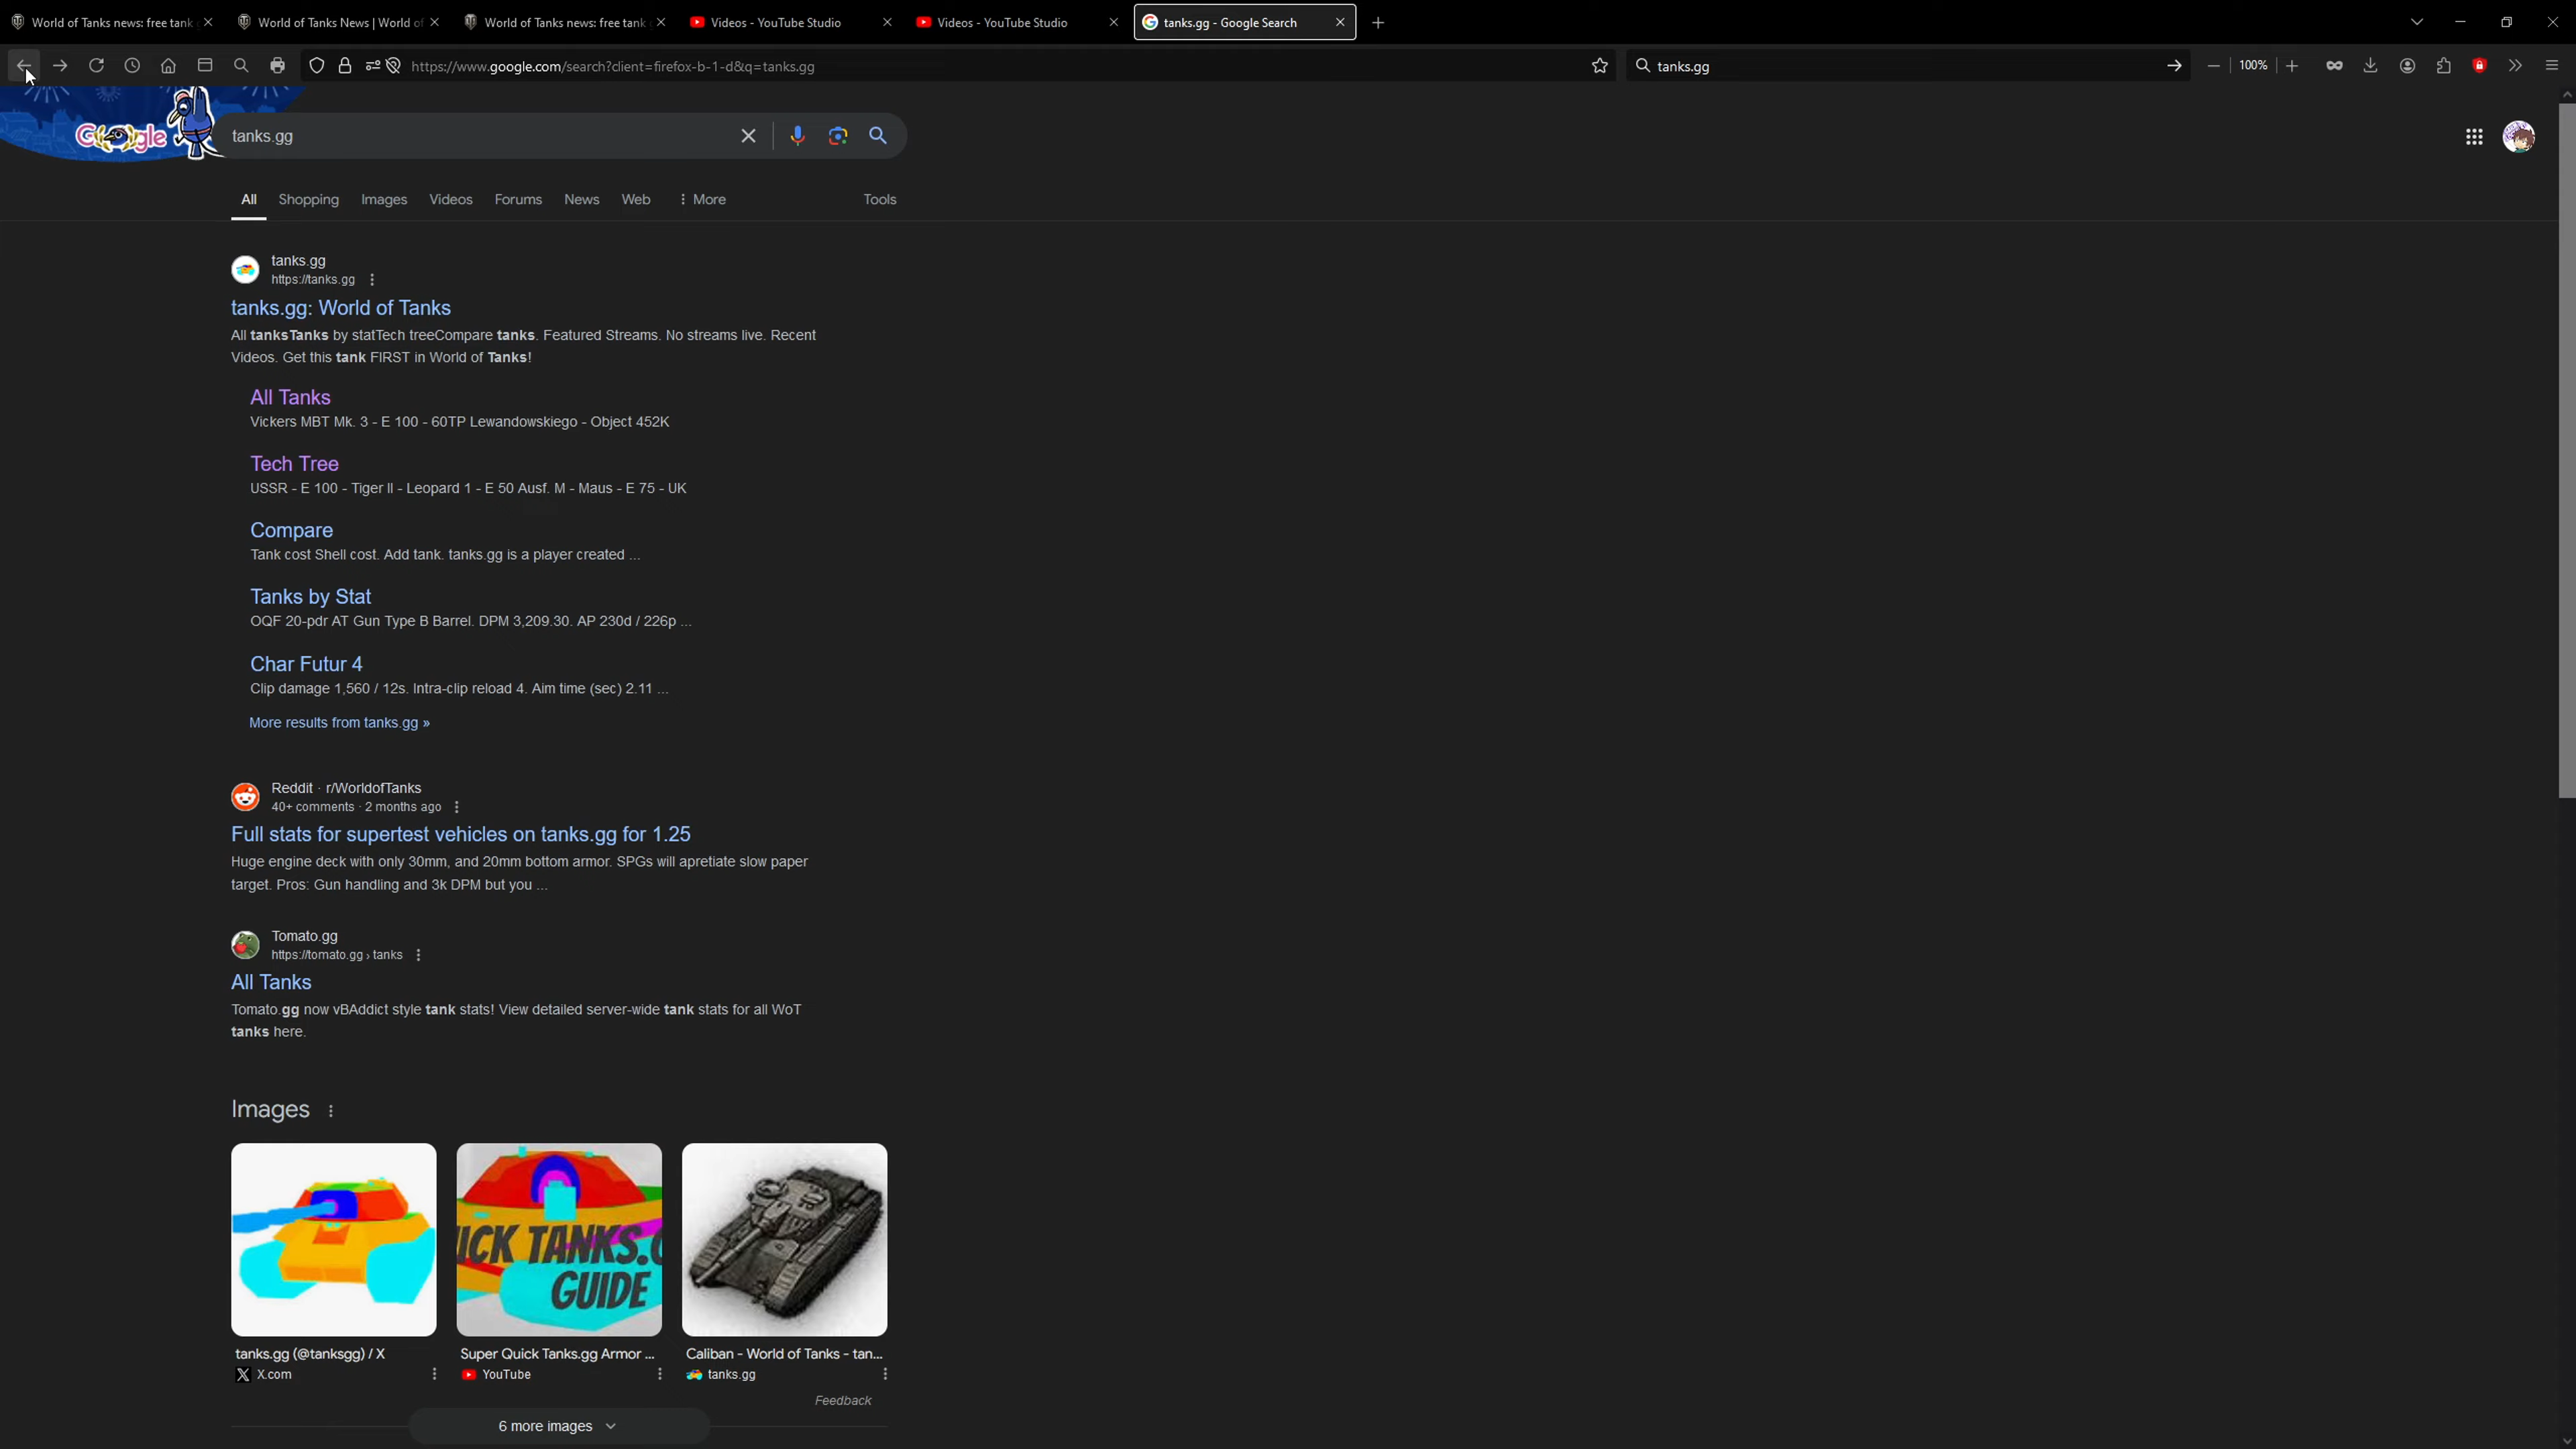 World of Tanks news: free tank
World of Tanks News | World of
World of Tanks news: free tank
Videos - YouTube Studio
Videos - YouTube Studio
tanks.gg - Google Search
https://www.google.com/search?client=firefox-b-1-d&q=tanks.gg
tanks.gg
100%
Google
tanks.gg
All
Shopping
Images
Videos
Forums
News
Web
More
Tools
tanks.gg
https://tanks.gg
tanks.gg: World of Tanks
All tanksTanks by statTech treeCompare tanks. Featured Streams. No streams live. Recent
Videos. Get this tank FIRST in World of Tanks!
All Tanks
Vickers MBT Mk. 3 - E 100 - 60TP Lewandowskiego - Object 452K
Tech Tree
USSR - E 100 - Tiger II - Leopard 1 - E 50 Ausf. M - Maus - E 75 - UK
Compare
Tank cost Shell cost. Add tank. tanks.gg is a player created ...
Tanks by Stat
OQF 20-pdr AT Gun Type B Barrel. DPM 3,209.30. AP 230d / 226p ...
Char Futur 4
Clip damage 1,560 / 12s. Intra-clip reload 4. Aim time (sec) 2.11 ...
More results from tanks.gg »
Reddit · r/WorldofTanks
40+ comments · 2 months ago
Full stats for supertest vehicles on tanks.gg for 1.25
Huge engine deck with only 30mm, and 20mm bottom armor. SPGs will apretiate slow paper
target. Pros: Gun handling and 3k DPM but you ...
Tomato.gg
https://tomato.gg › tanks
All Tanks
Tomato.gg now vBAddict style tank stats! View detailed server-wide tank stats for all WoT
tanks here.
Images
UICK TANKS.G
GUIDE
tanks.gg (@tanksgg) / X
X.com
Super Quick Tanks.gg Armor ...
YouTube
Caliban - World of Tanks - tan...
tanks.gg
Feedback
6 more images